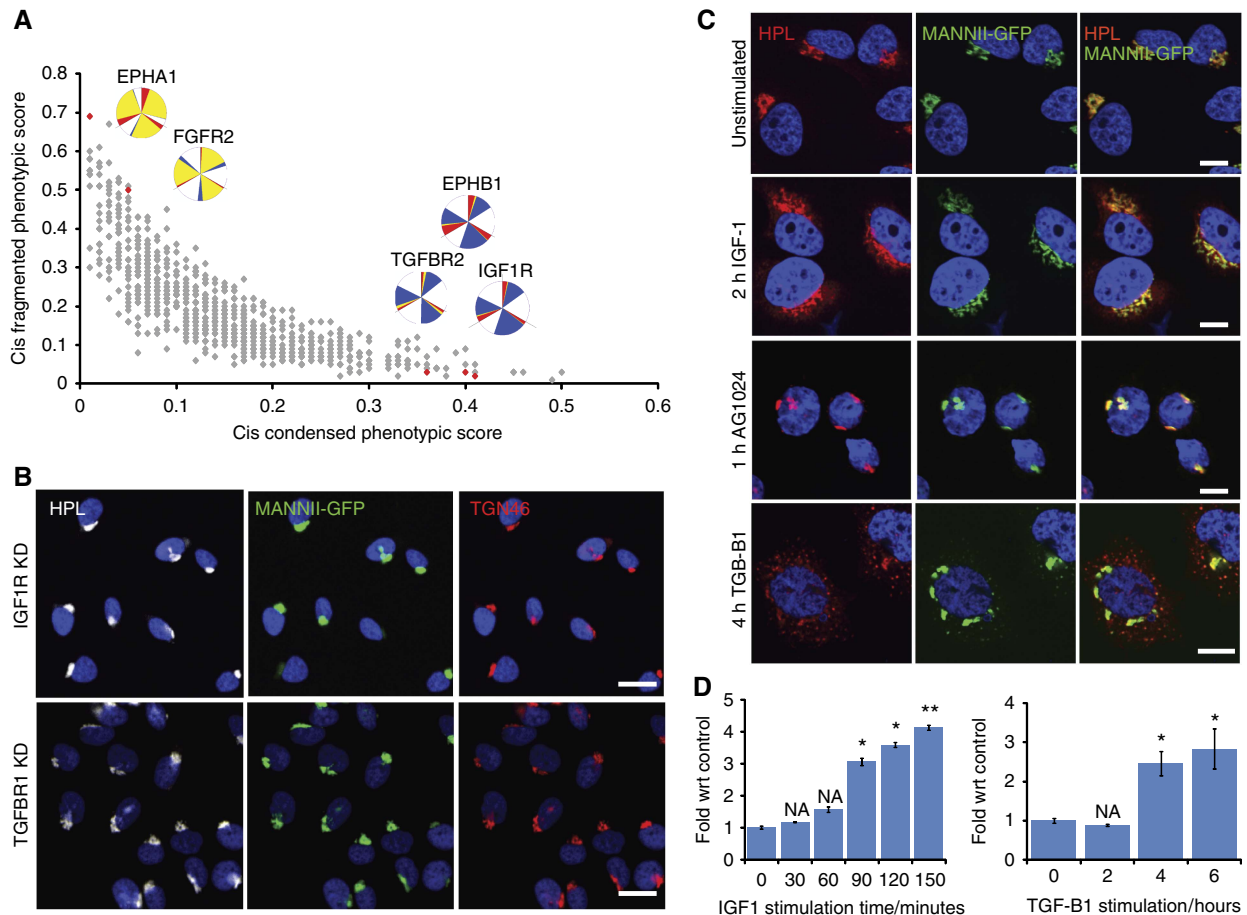 A
Cis fragmented phenotypic score
0.8
0.7
0.6
0.5
0.4
0.3
0.2
0.1
0
EPHA1
FGFR2
EPHB1
TGFBR2
IGF1R
0.1 0.2 0.3 0.4 0.5 0.6
Cis condensed phenotypic score
B
HPL MANNII-GFP TGN46
IGF1R KD
TGFBR1 KD
C
HPL MANNII-GFP HPL
MANNII-GFP
Unstimulated
2 h IGF-1
1 h AG1024
4 h TGB-B1
D
Fold wrt control
5
4
3
2
1
0
NA NA * * **
0 30 60 90 120 150
IGF1 stimulation time/minutes
Fold wrt control
4
3
2
1
0
NA * *
0 2 4 6
TGF-B1 stimulation/hours